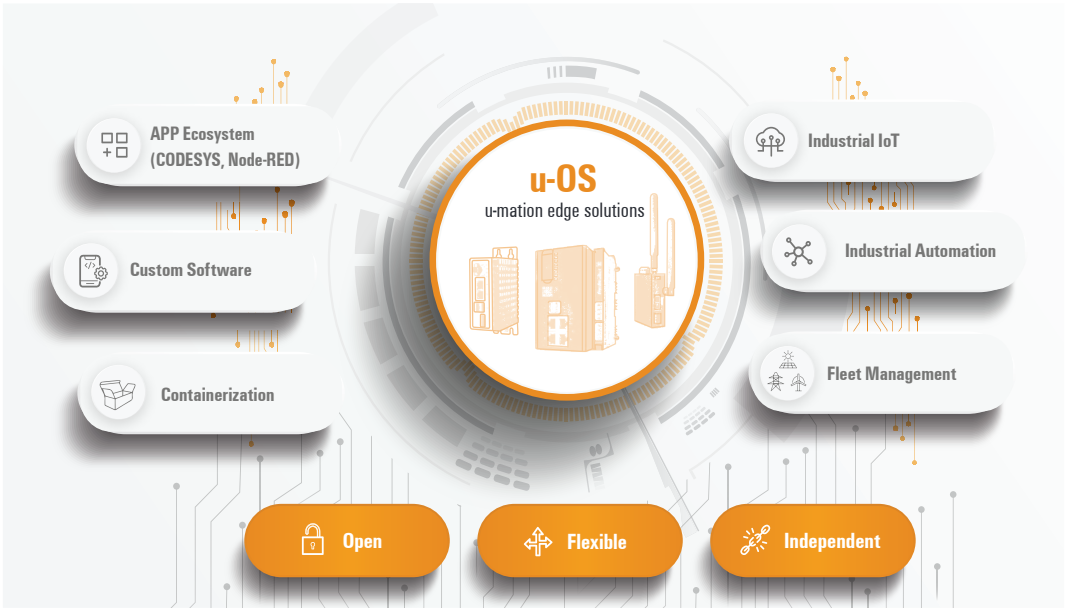 APP Ecosystem
(CODESYS, Node-RED)
Custom Software
Containerization
u-OS
u-mation edge solutions
Industrial IoT
Industrial Automation
Fleet Management
Open
Flexible
Independent